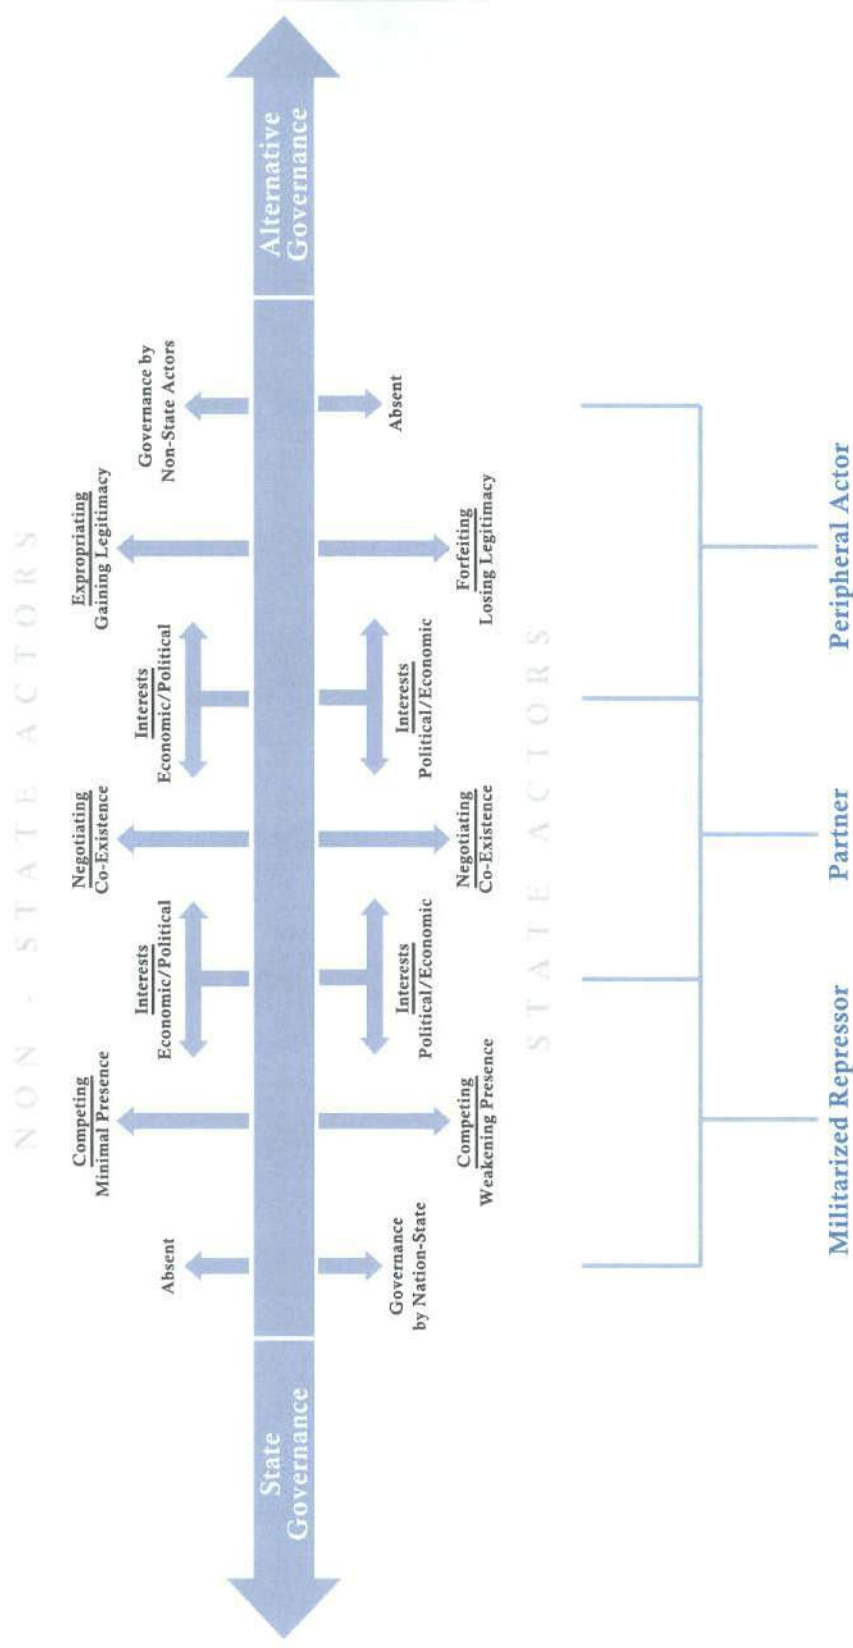 NON - STATE ACTORS
Absent
Competing
Minimal Presence
Interests
Economic/Political
Negotiating
Co-Existence
Interests
Economic/Political
Expropriating
Gaining Legitimacy
Governance by
Non-State Actors
State
Governance
Alternative
Governance
Governance
by Nation-State
Competing
Weakening Presence
Interests
Political/Economic
Negotiating
Co-Existence
Interests
Political/Economic
Forfeiting
Losing Legitimacy
Absent
STATE ACTORS
Militarized Repressor
Partner
Peripheral Actor